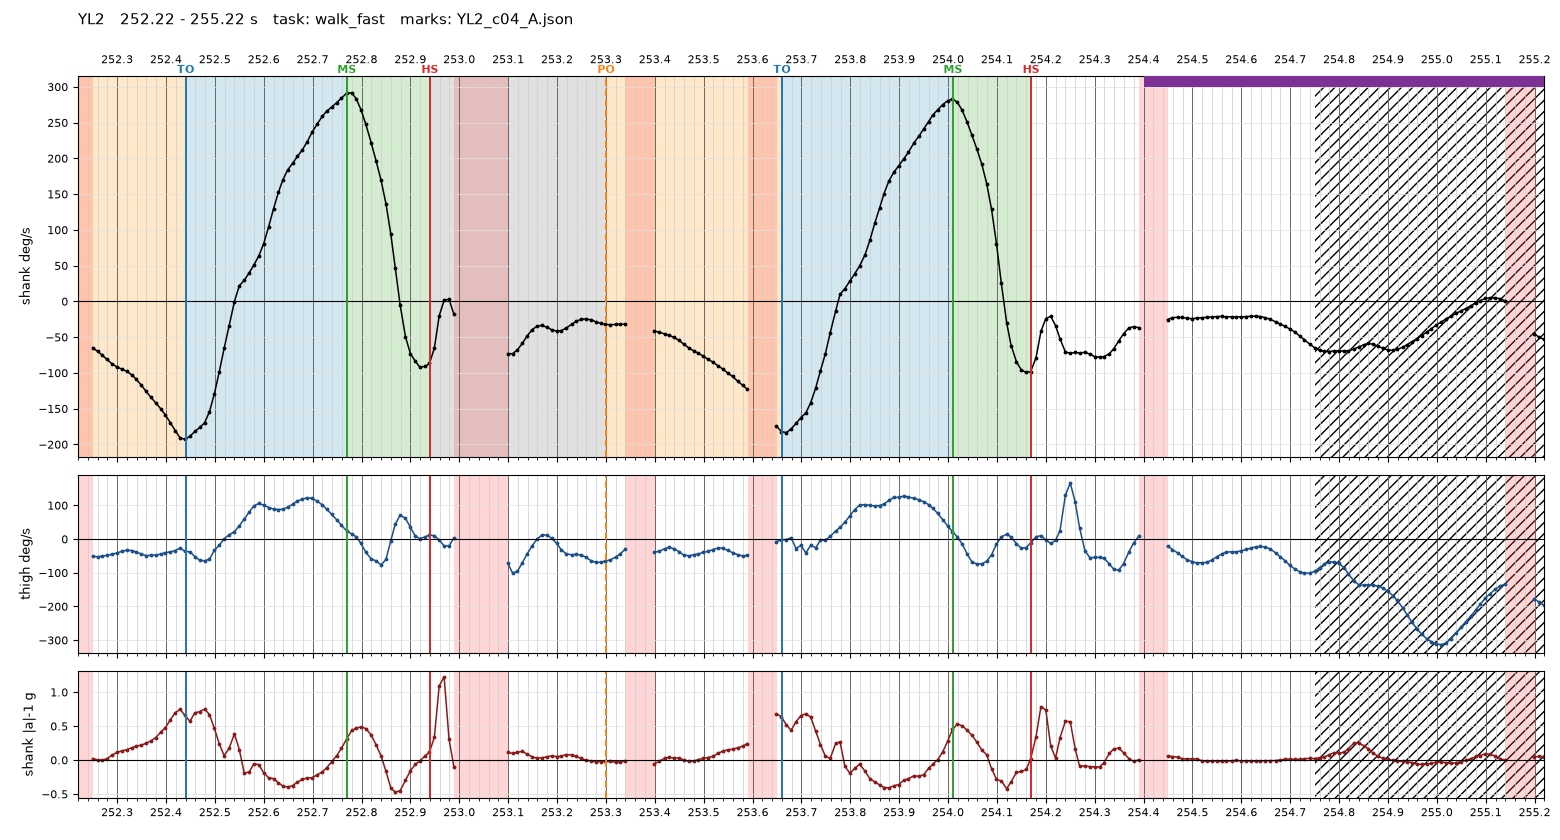 YL2 252.22 - 255.22 s task: walk_fast marks: YL2_c04_A.json
252.3 252.4 252.5 252.6 252.7 252.8 252.9 253.0 253.1 253.2 253.3 253.4 253.5 253.6 253.7 253.8 253.9 254.0 254.1 254.2 254.3 254.4 254.5 254.6 254.7 254.8 254.9 255.0 255.1 255.2
TO MS HS PO TO MS HS
shank deg/s
300
250
200
150
100
50
0
−50
−100
−150
−200
thigh deg/s
100
0
−100
−200
−300
shank |a|-1 g
1.0
0.5
0.0
−0.5
252.3 252.4 252.5 252.6 252.7 252.8 252.9 253.0 253.1 253.2 253.3 253.4 253.5 253.6 253.7 253.8 253.9 254.0 254.1 254.2 254.3 254.4 254.5 254.6 254.7 254.8 254.9 255.0 255.1 255.2